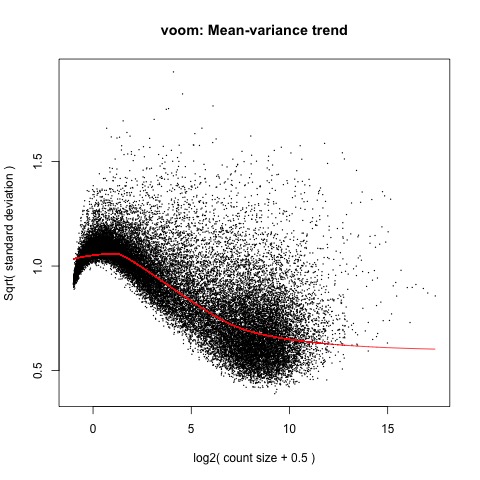 voom: Mean-variance trend
Sqrt( standard deviation )
1.5
1.0
0.5
0 5 10 15
log2( count size + 0.5 )